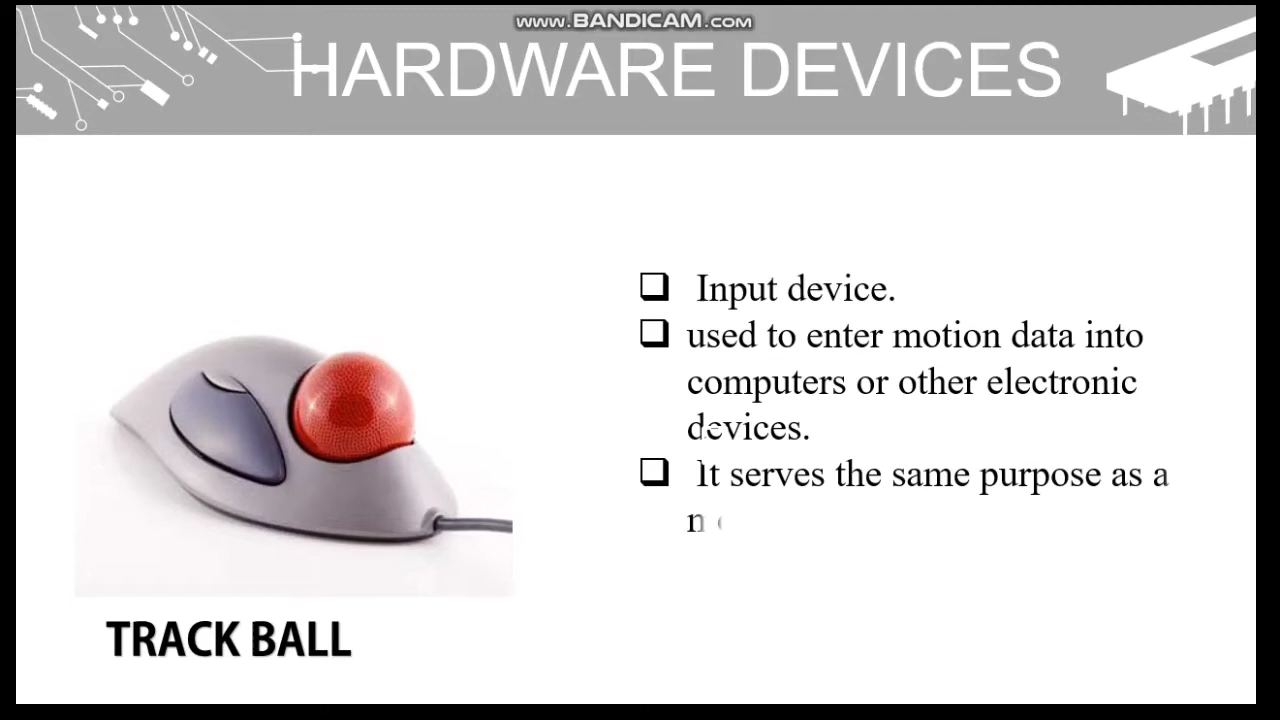 www.BANDICAM.com
HARDWARE DEVICES
Input device.
used to enter motion data into
computers or other electronic
devices.
It serves the same purpose as a
TRACK BALL